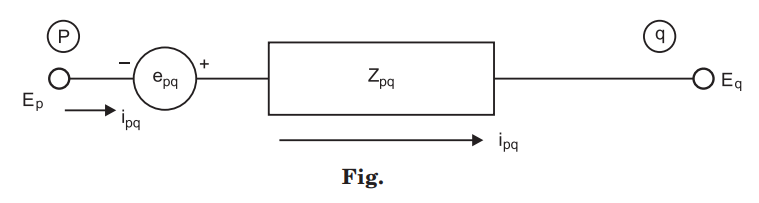 P
q
− +
e_pq
Z_pq
E_p
E_q
i_pq
i_pq
Fig.